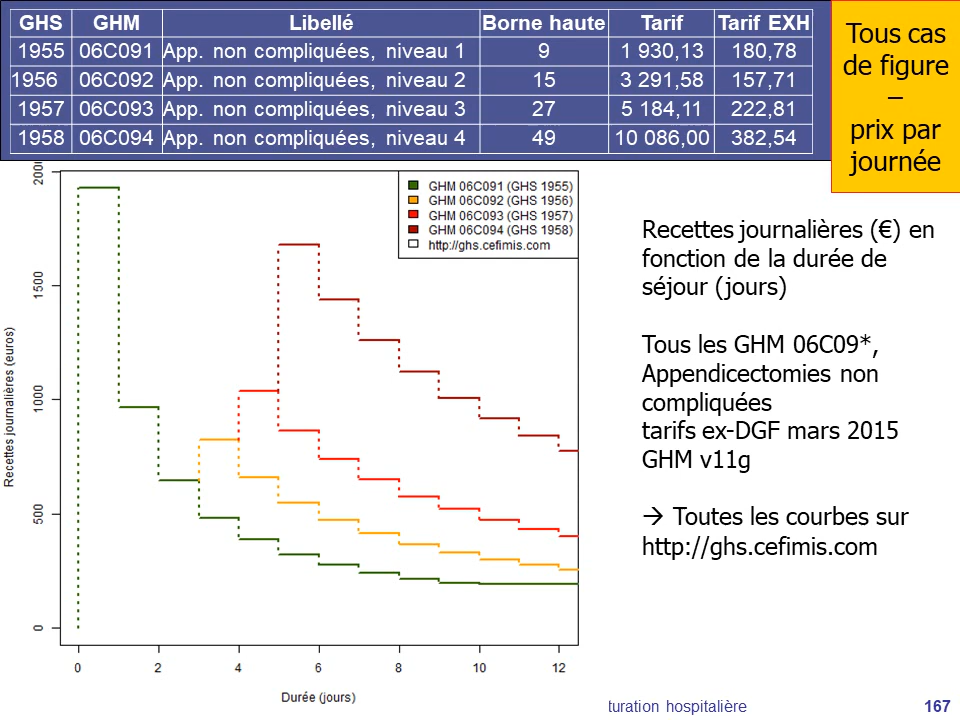 GHS GHM Libellé Borne haute Tarif Tarif EXH
1955 06C091 App. non compliquées, niveau 1 9 1 930,13 180,78
1956 06C092 App. non compliquées, niveau 2 15 3 291,58 157,71
1957 06C093 App. non compliquées, niveau 3 27 5 184,11 222,81
1958 06C094 App. non compliquées, niveau 4 49 10 086,00 382,54
Tous cas
de figure
–
prix par
journée
2000
1500
1000
500
0
Recettes journalières (euros)
GHM 06C091 (GHS 1955)
GHM 06C092 (GHS 1956)
GHM 06C093 (GHS 1957)
GHM 06C094 (GHS 1958)
http://ghs.cefimis.com
0 2 4 6 8 10 12
Durée (jours)
Recettes journalières (€) en
fonction de la durée de
séjour (jours)
Tous les GHM 06C09*,
Appendicectomies non
compliquées
tarifs ex-DGF mars 2015
GHM v11g
→ Toutes les courbes sur
http://ghs.cefimis.com
turation hospitalière
167